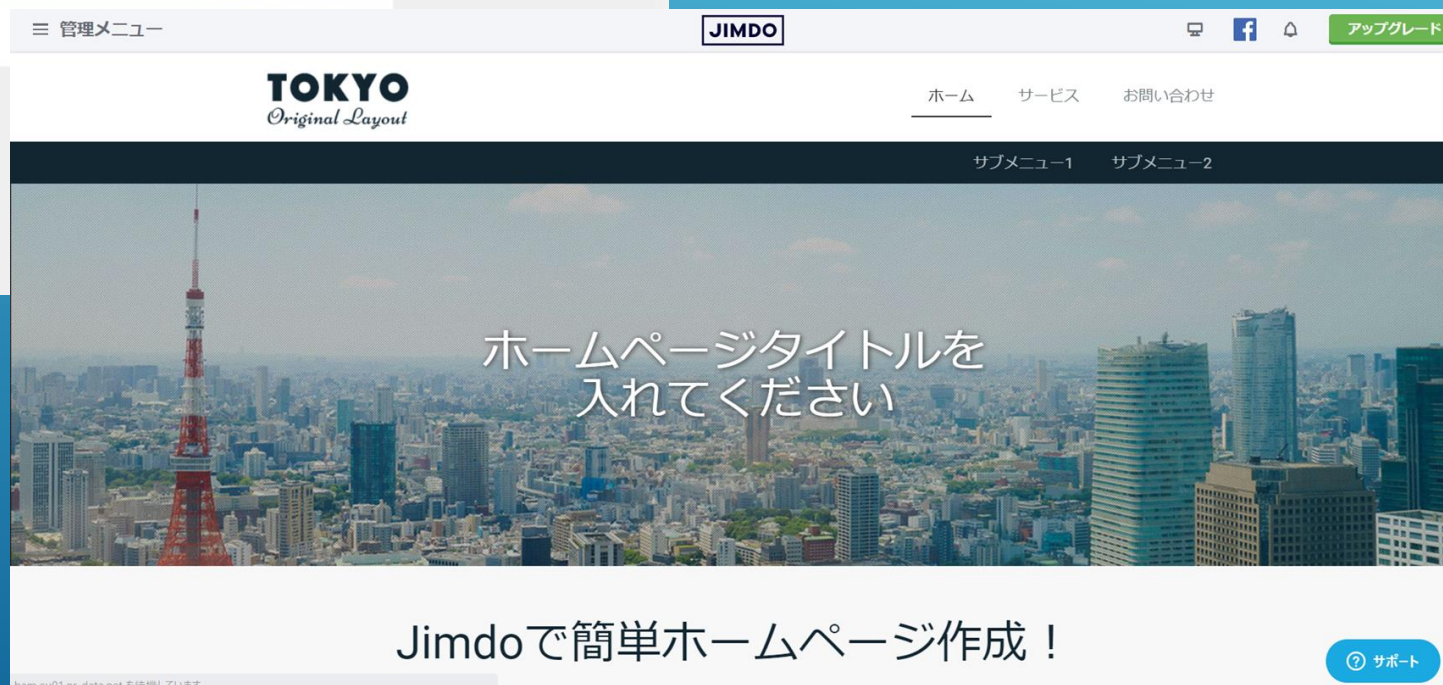 管理メニュー
JIMDO
アップグレード
TOKYO
Original Layout
ホーム サービス お問い合わせ
サブメニュー1 サブメニュー2
ホームページタイトルを
入れてください
Jimdoで簡単ホームページ作成！
サポート